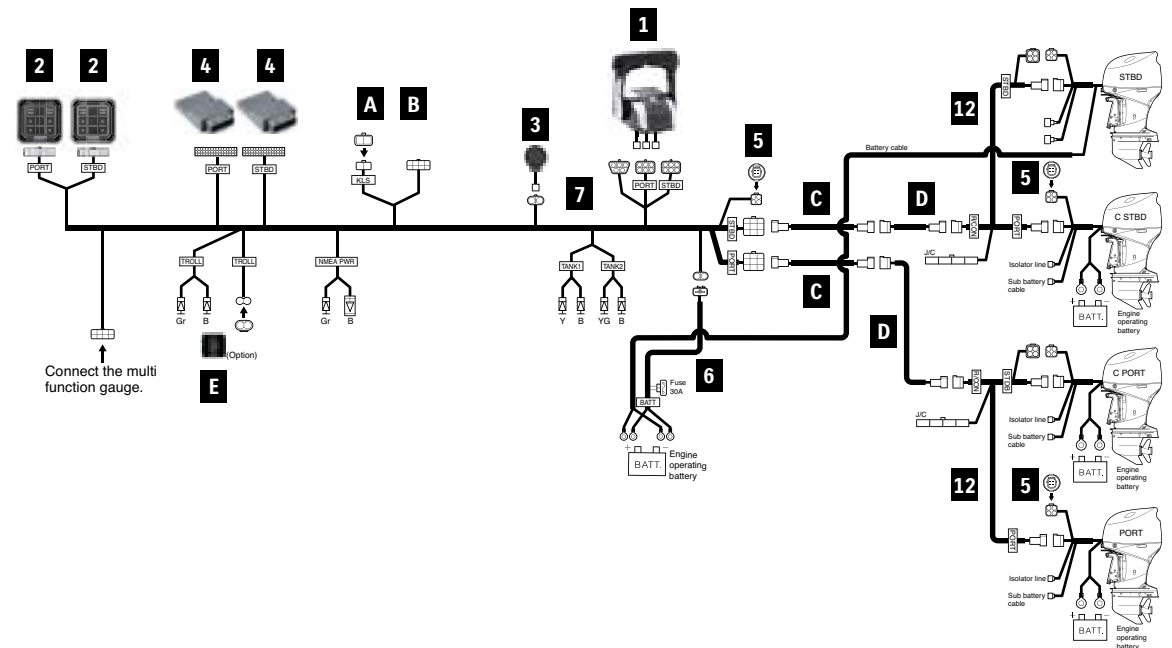 1
2
2
4
4
A
B
3
5
12
STBD
STBD
PORT
STBD
PORT
STBD
KLS
7
PORT
STBD
Battery cable
5
C
D
STBD
R/CON
PORT
C STBD
J/C
Isolator line
Sub battery
cable
+
−
BATT.
Engine
operating
battery
TROLL
TROLL
NMEA PWR
TANK1
TANK2
PORT
C
Gr
B
Gr
B
Y
B
YG
B
D
(Option)
E
Connect the multi
function gauge.
6
Fuse
30A
BATT
+
−
BATT.
Engine
operating
battery
R/CON
STDB
C PORT
J/C
Isolator line
Sub battery
cable
+
−
BATT.
Engine
operating
battery
12
5
PORT
PORT
Isolator line
Sub battery
cable
+
−
BATT.
Engine
operating
battery